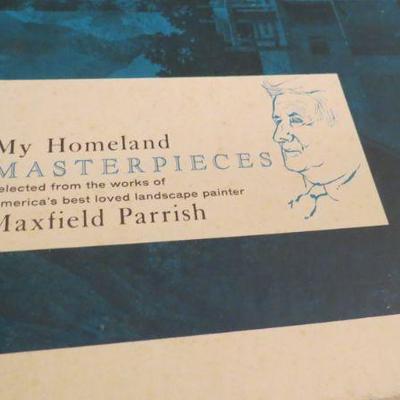 My Homeland
MASTERPIECES
elected from the works of
merica's best loved landscape painter
Maxfield Parrish